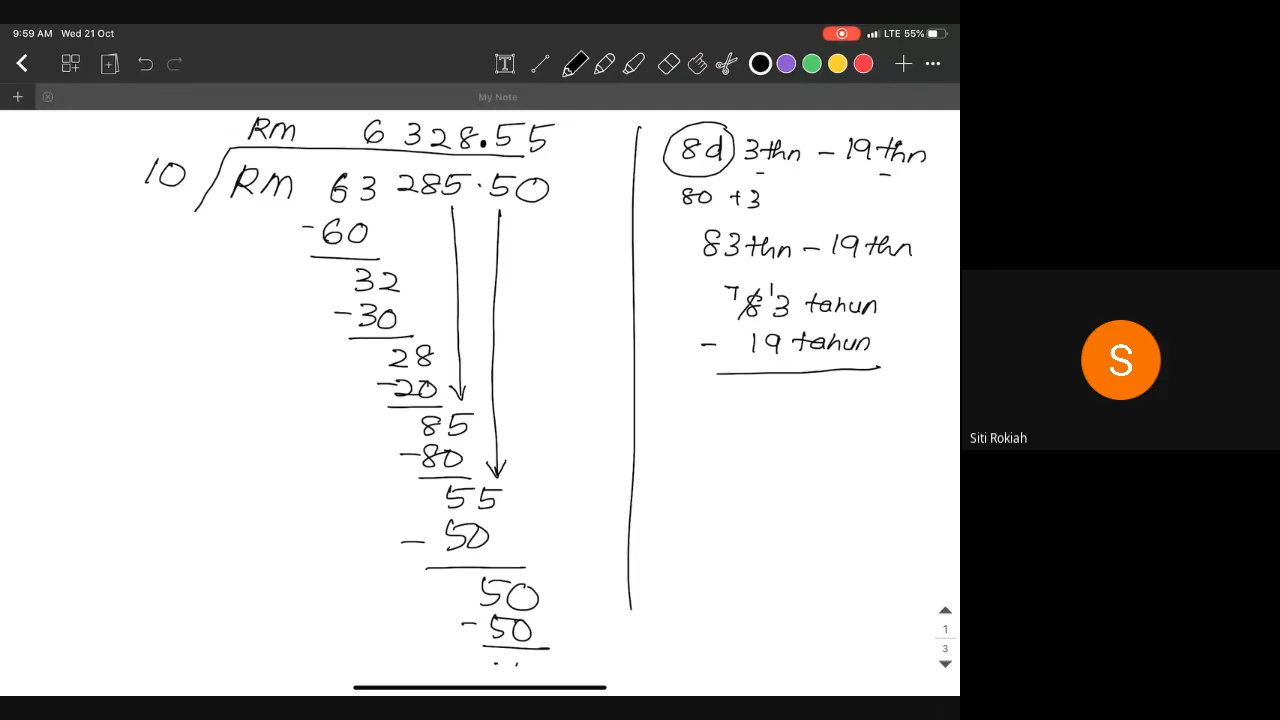 9:59 AM Wed 21 Oct
LTE 55%
My Note
RM 6 328.55
10 RM 63 285.50
-60
32
-30
28
-20
85
-80
55
- 50
50
-50
8d 3thn - 19thn
80 +3
83thn - 19thn
7 8 1 3 tahun
- 19 tahun
1
3
S
Siti Rokiah